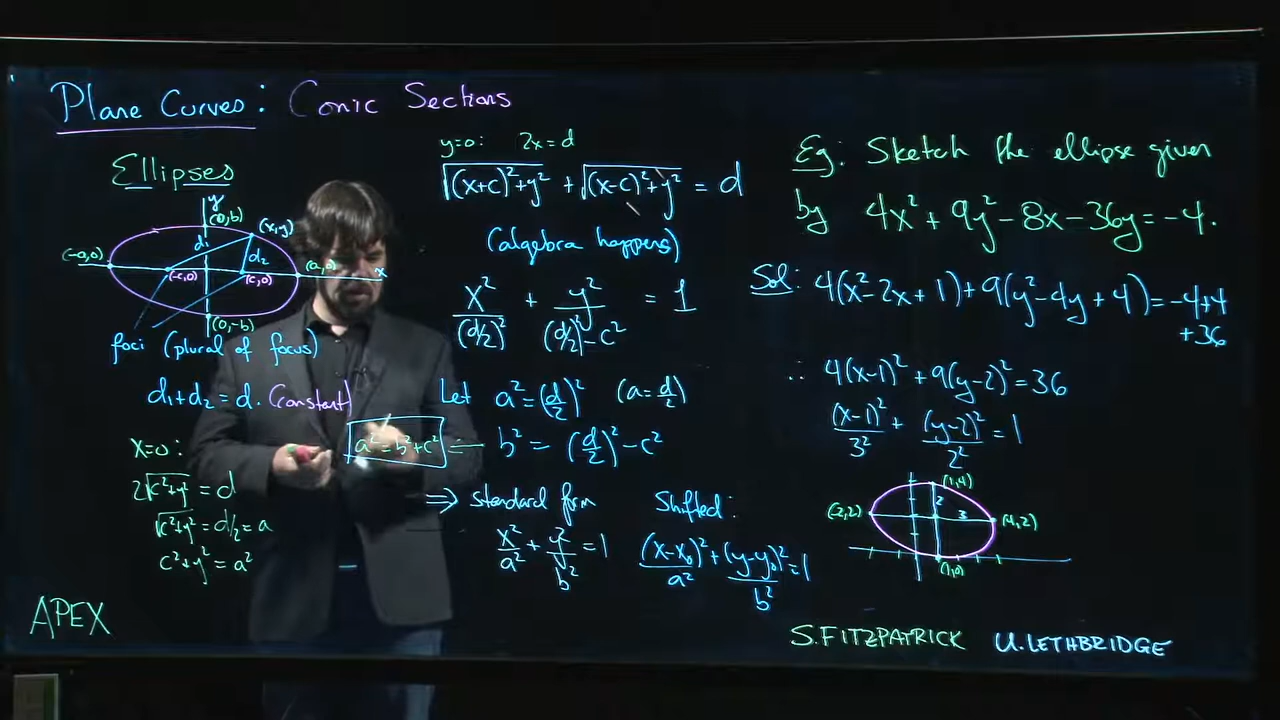 Plane Curves: Conic Sections
Ellipses
y
(0,b)
(x,y)
d1
d2
(-a,0)
(-c,0)
(c,0)
(a,0)
x
(0,-b)
foci (plural of focus)
d1+d2 = d. (constant)
x=0:
2√(c²+y²) = d
√(c²+y²) = d/2 = a
c²+y² = a²
APEX
y=0: 2x=d
√((x+c)²+y²) + √((x-c)²+y²) = d
(algebra happens)
x²/(d/2)² + y²/((d/2)²-c²) = 1
Let a² = (d/2)² (a=d/2)
a²=b²+c² ⇐ b² = (d/2)² - c²
⇒ standard form
x²/a² + y²/b² = 1
Shifted:
(x-x₀)²/a² + (y-y₀)²/b² = 1
Eg: Sketch the ellipse given
by 4x² + 9y² - 8x - 36y = -4.
Sol: 4(x²-2x+1)+9(y²-4y+4)=-4+4
+36
∴ 4(x-1)² + 9(y-2)² = 36
(x-1)²/3² + (y-2)²/2² = 1
(1,4)
2
(-2,2)
3
(4,2)
(1,0)
S.FITZPATRICK U.LETHBRIDGE